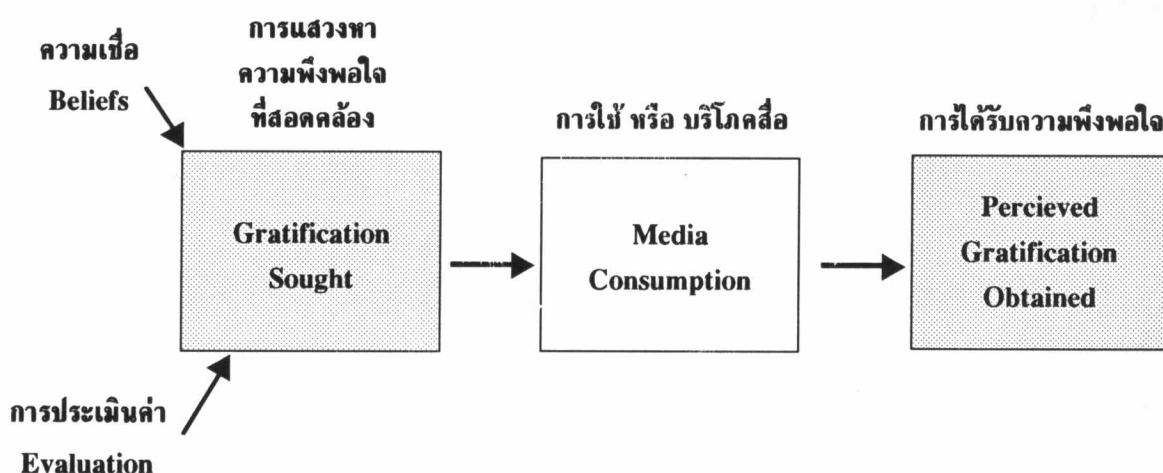 ความเชื่อ
Beliefs
การแสวงหา
ความพึงพอใจ
ที่สอดคล้อง
Gratification
Sought
การประเมินค่า
Evaluation
การใช้ หรือ บริโภคสื่อ
Media
Consumption
การได้รับความพึงพอใจ
Percieved
Gratification
Obtained